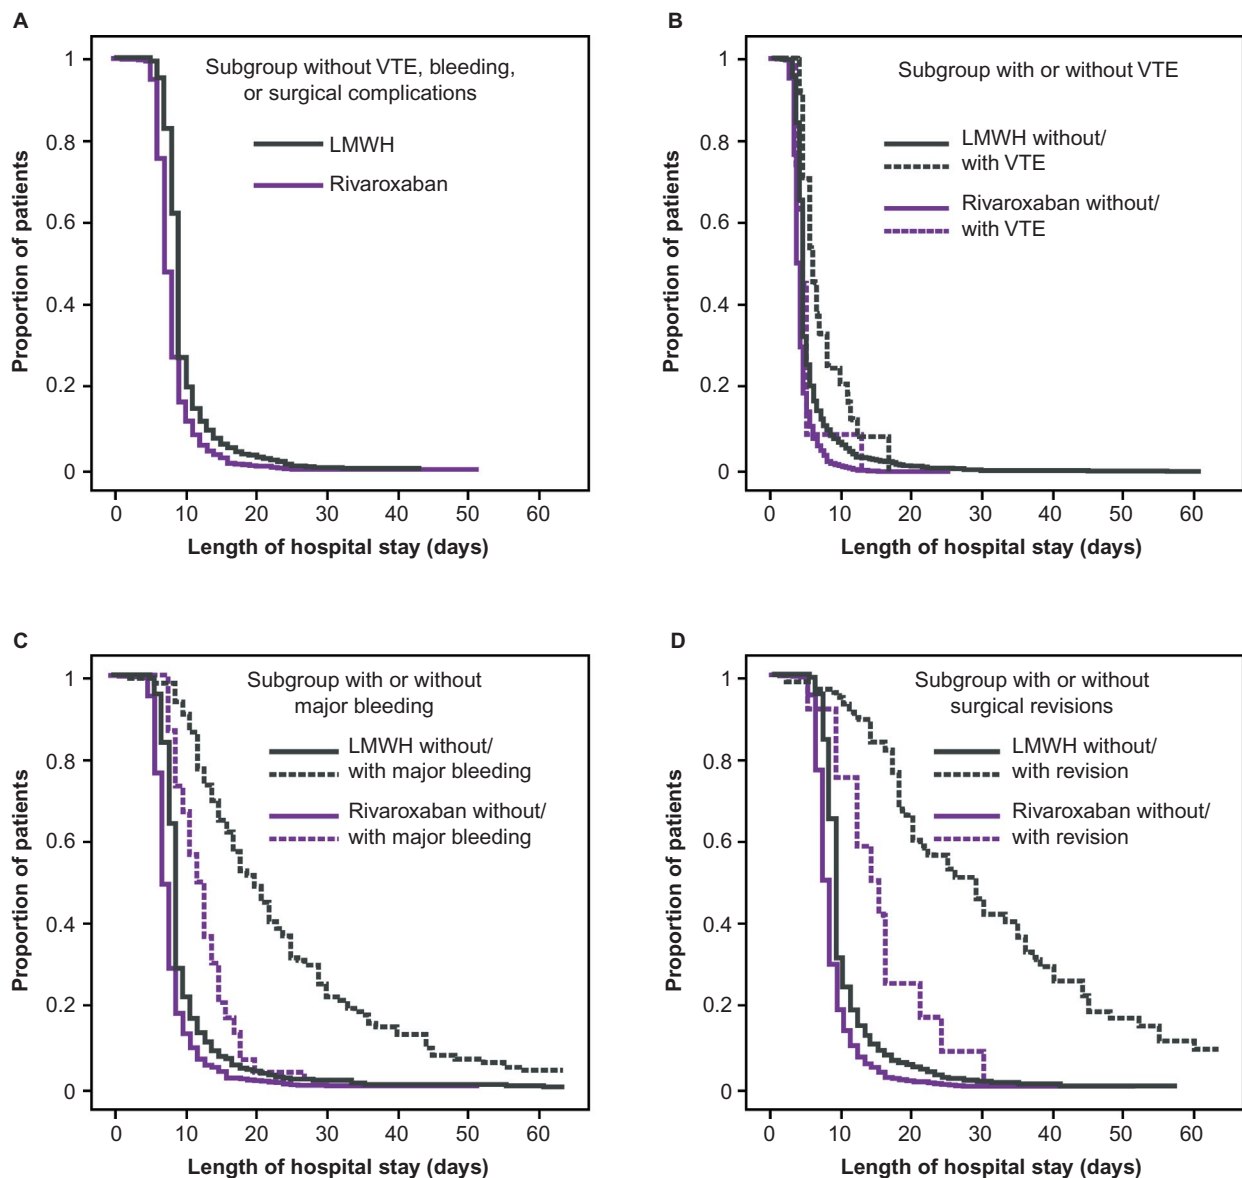 A
Subgroup without VTE, bleeding,
or surgical complications
LMWH
Rivaroxaban
Proportion of patients
1
0.8
0.6
0.4
0.2
0
0 10 20 30 40 50 60
Length of hospital stay (days)
B
Subgroup with or without VTE
LMWH without/
with VTE
Rivaroxaban without/
with VTE
Proportion of patients
1
0.8
0.6
0.4
0.2
0
0 10 20 30 40 50 60
Length of hospital stay (days)
C
Subgroup with or without
major bleeding
LMWH without/
with major bleeding
Rivaroxaban without/
with major bleeding
Proportion of patients
1
0.8
0.6
0.4
0.2
0
0 10 20 30 40 50 60
Length of hospital stay (days)
D
Subgroup with or without
surgical revisions
LMWH without/
with revision
Rivaroxaban without/
with revision
Proportion of patients
1
0.8
0.6
0.4
0.2
0
0 10 20 30 40 50 60
Length of hospital stay (days)